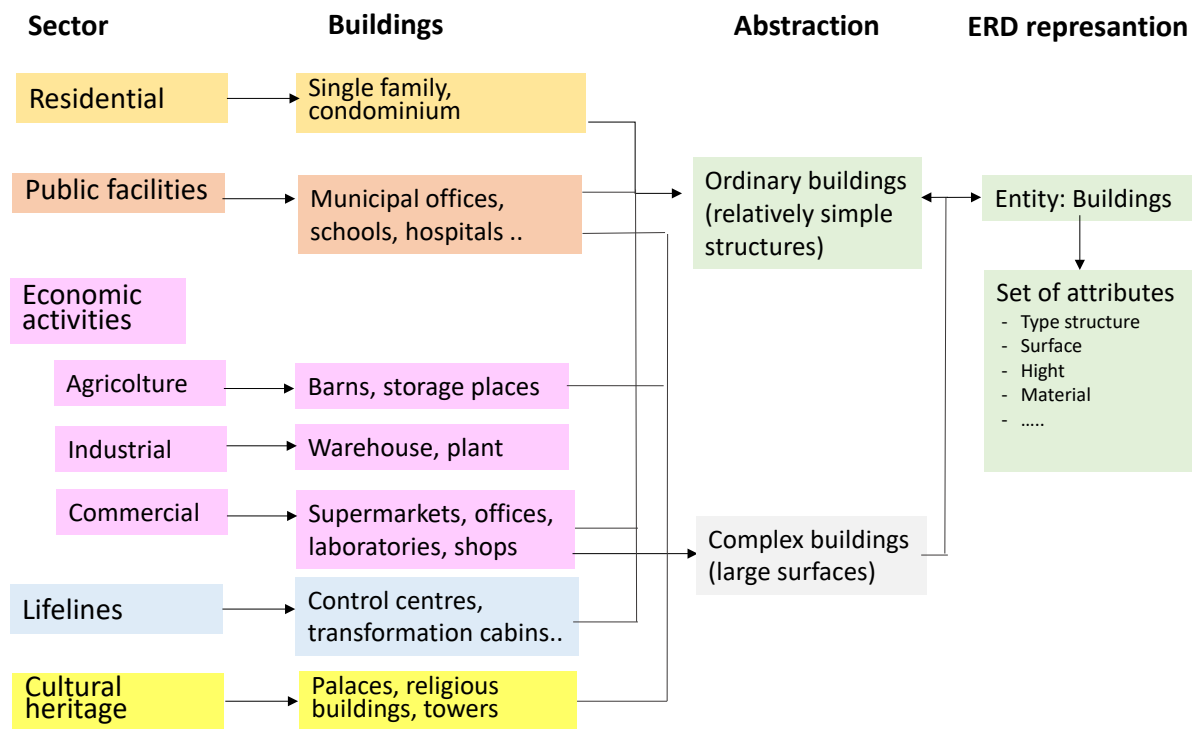 Sector
Buildings
Abstraction
ERD represantion
Residential
Single family,
condominium
Public facilities
Municipal offices,
schools, hospitals ..
Ordinary buildings
(relatively simple
structures)
Entity: Buildings
Set of attributes
- Type structure
- Surface
- Hight
- Material
- .....
Economic
activities
Agricolture
Barns, storage places
Industrial
Warehouse, plant
Commercial
Supermarkets, offices,
laboratories, shops
Complex buildings
(large surfaces)
Lifelines
Control centres,
transformation cabins..
Cultural
heritage
Palaces, religious
buildings, towers